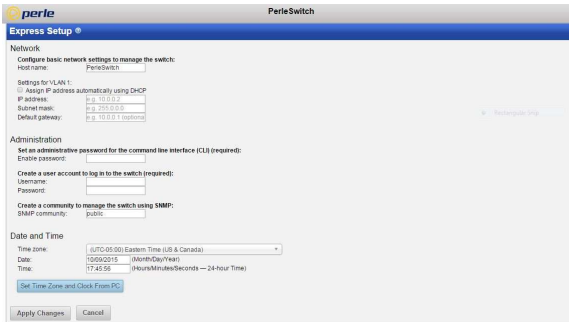 perle
PerleSwitch
Express Setup
Network
Configure basic network settings to manage the switch:
Host name: PerleSwitch
Settings for VLAN 1:
Assign IP address automatically using DHCP
IP address: e.g. 10.0.0.2
Subnet mask: e.g. 255.0.0.0
Default gateway: e.g. 10.0.0.1 (optional
Administration
Set an administrative password for the command line interface (CLI) (required):
Enable password:
Create a user account to log in to the switch (required):
Username:
Password:
Create a community to manage the switch using SNMP:
SNMP community: public
Date and Time
Time zone: (UTC-05:00) Eastern Time (US & Canada)
Date: 10/09/2015 (Month/Day/Year)
Time: 17:45:56 (Hours/Minutes/Seconds — 24-hour Time)
Set Time Zone and Clock From PC
Apply Changes Cancel